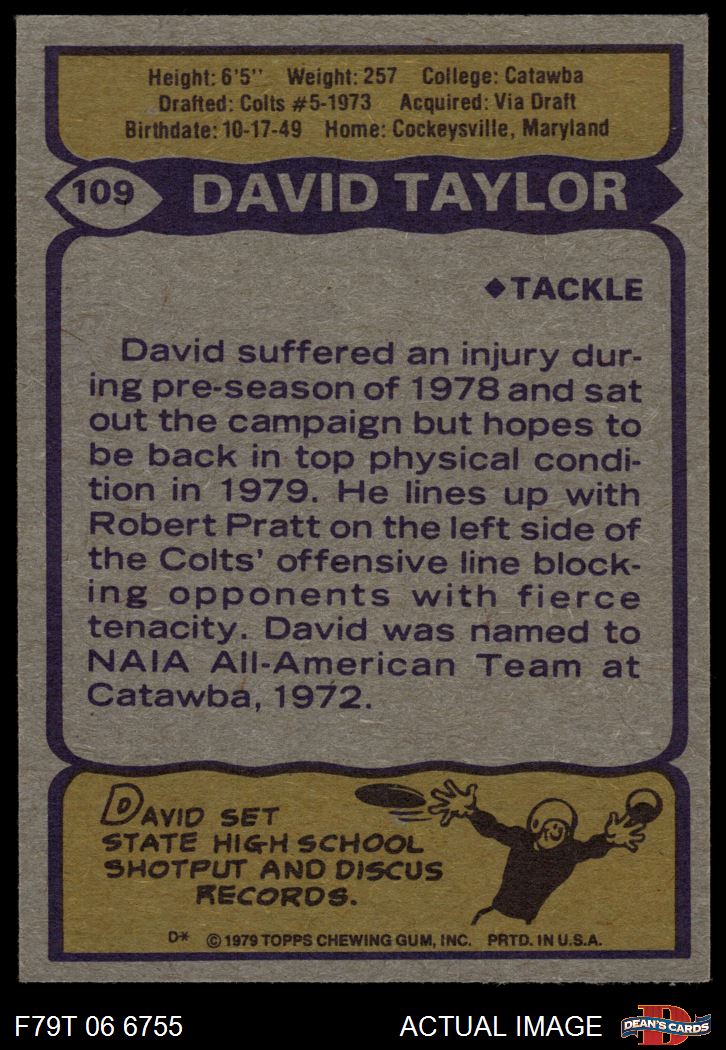 Height: 6'5'' Weight: 257 College: Catawba
Drafted: Colts #5-1973 Acquired: Via Draft
Birthdate: 10-17-49 Home: Cockeysville, Maryland
109 DAVID TAYLOR
◆TACKLE
David suffered an injury dur-
ing pre-season of 1978 and sat
out the campaign but hopes to
be back in top physical condi-
tion in 1979. He lines up with
Robert Pratt on the left side of
the Colts' offensive line block-
ing opponents with fierce
tenacity. David was named to
NAIA All-American Team at
Catawba, 1972.
DAVID SET
STATE HIGH SCHOOL
SHOTPUT AND DISCUS
RECORDS.
D* © 1979 TOPPS CHEWING GUM, INC. PRTD. IN U.S.A.
F79T 06 6755 ACTUAL IMAGE D DEAN'S CARDS